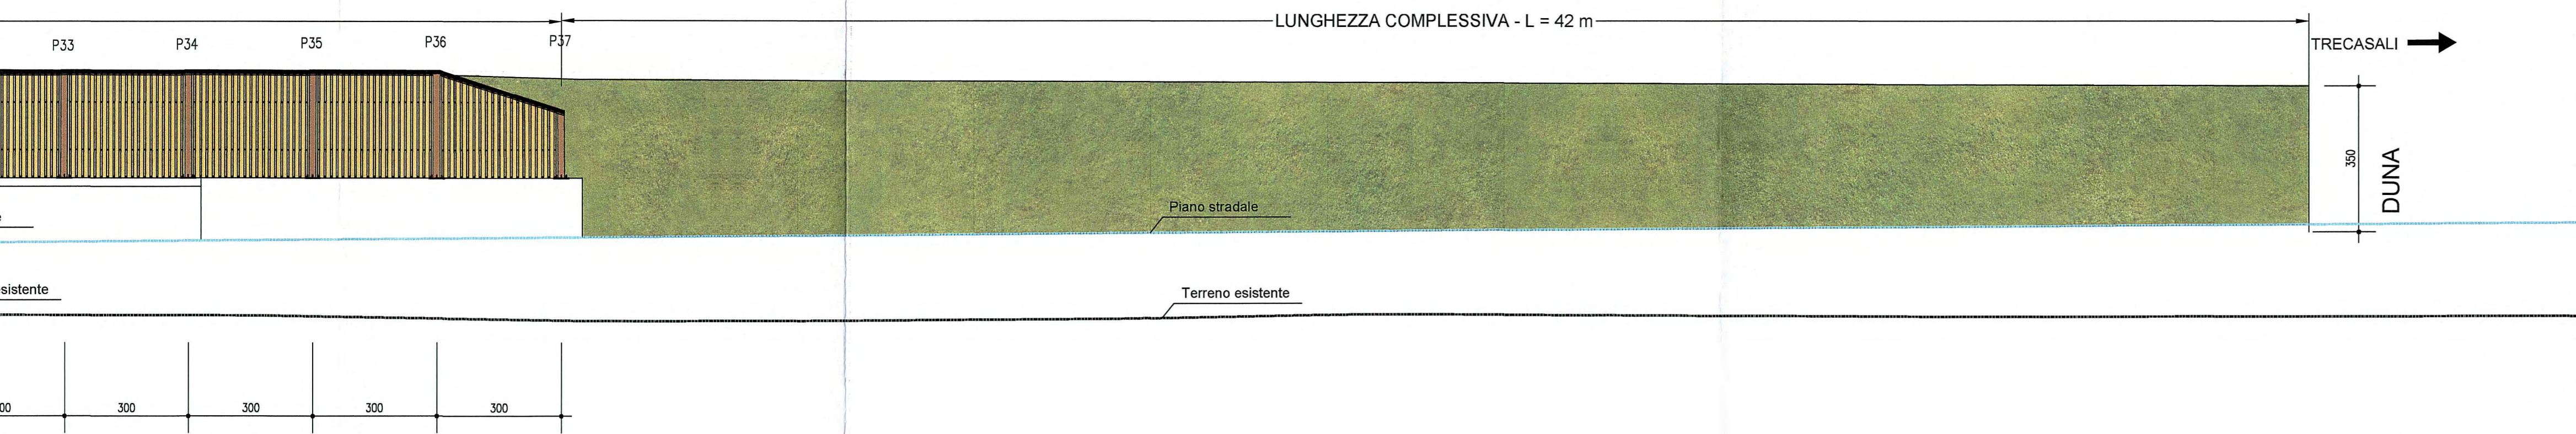 LUNGHEZZA COMPLESSIVA - L = 42 m
P33 P34 P35 P36 P37
TRECASALI
350
DUNA
Piano stradale
sistente
Terreno esistente
00 300 300 300 300